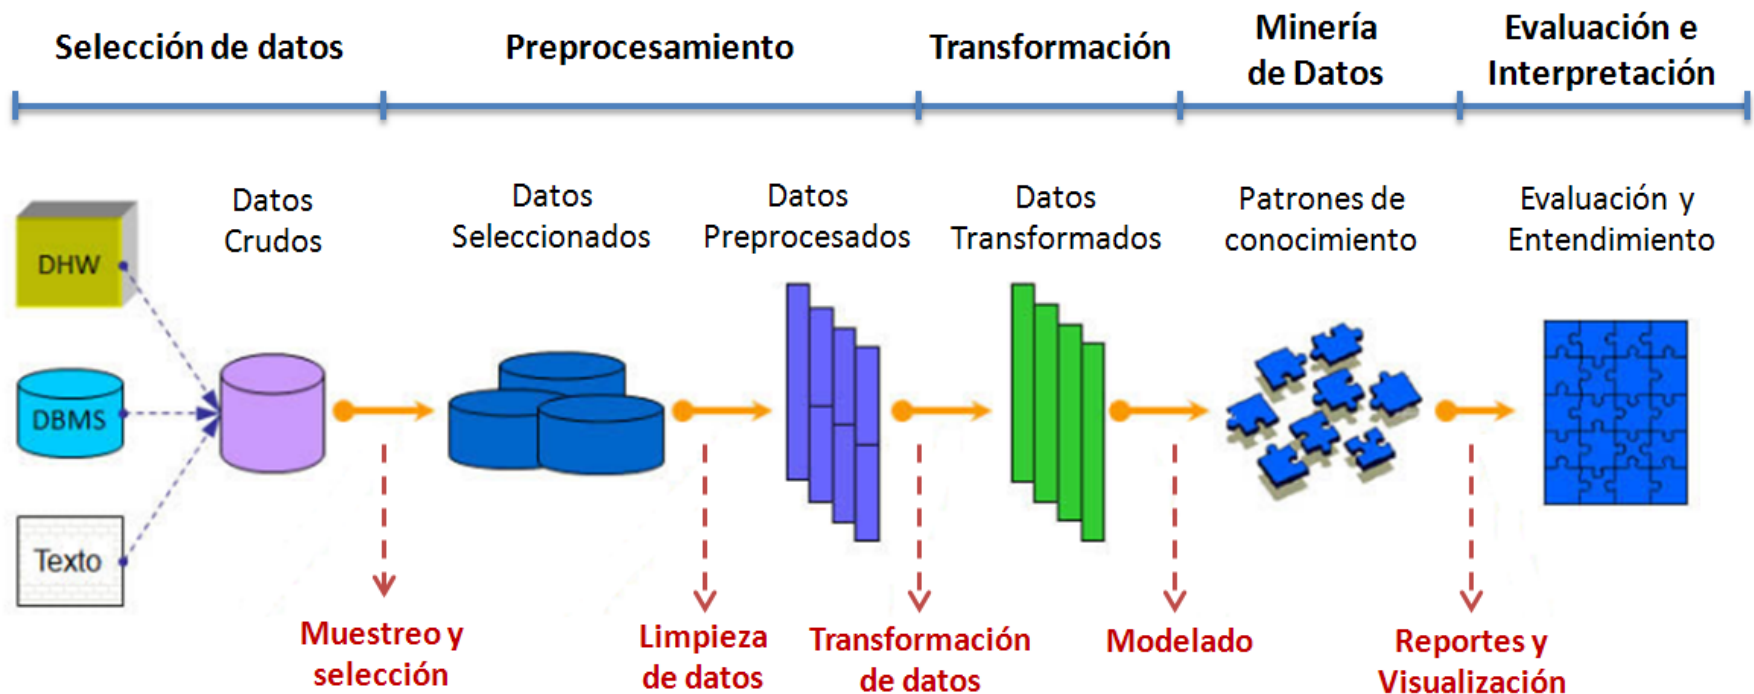 Selección de datos
Preprocesamiento
Transformación
Minería
de Datos
Evaluación e
Interpretación
Datos
Crudos
Datos
Seleccionados
Datos
Preprocesados
Datos
Transformados
Patrones de
conocimiento
Evaluación y
Entendimiento
DHW
DBMS
Texto
Muestreo y
selección
Limpieza
de datos
Transformación
de datos
Modelado
Reportes y
Visualización